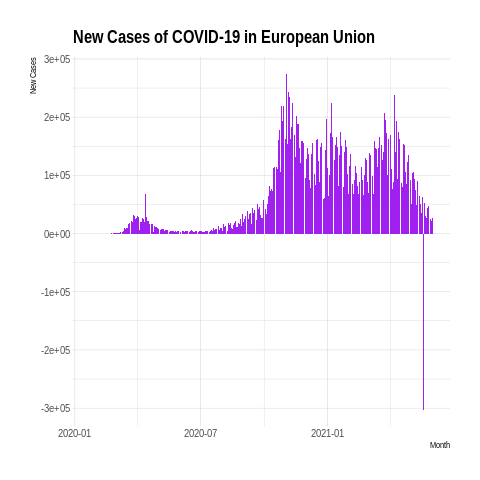 New Cases of COVID-19 in European Union
New Cases
3e+05
2e+05
1e+05
0e+00
-1e+05
-2e+05
-3e+05
2020-01 2020-07 2021-01
Month